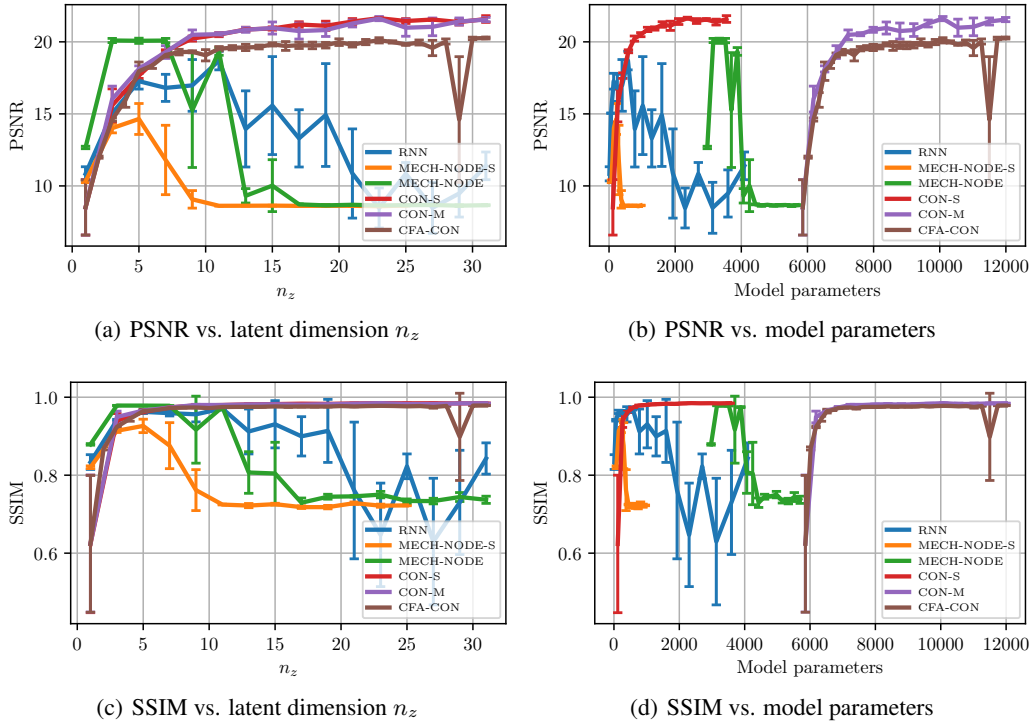 20
15
10
PSNR
0 5 10 15 20 25 30
n_z
RNN
MECH-NODE-S
MECH-NODE
CON-S
CON-M
CFA-CON
(a) PSNR vs. latent dimension n_z
20
15
10
PSNR
0 2000 4000 6000 8000 10000 12000
Model parameters
RNN
MECH-NODE-S
MECH-NODE
CON-S
CON-M
CFA-CON
(b) PSNR vs. model parameters
1.0
0.8
0.6
SSIM
0 5 10 15 20 25 30
n_z
RNN
MECH-NODE-S
MECH-NODE
CON-S
CON-M
CFA-CON
(c) SSIM vs. latent dimension n_z
1.0
0.8
0.6
SSIM
0 2000 4000 6000 8000 10000 12000
Model parameters
RNN
MECH-NODE-S
MECH-NODE
CON-S
CON-M
CFA-CON
(d) SSIM vs. model parameters